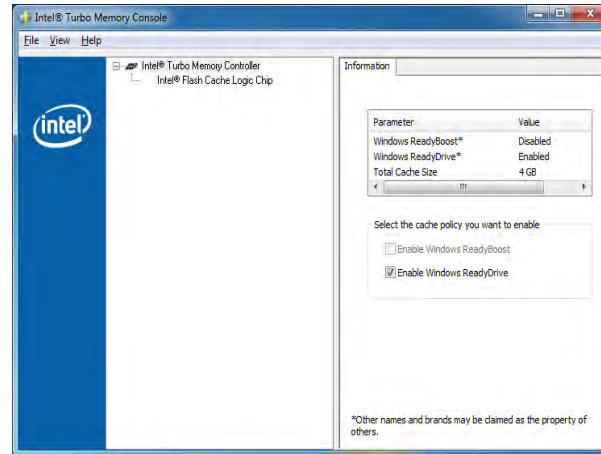 Intel® Turbo Memory Console
File View Help
Intel® Turbo Memory Controller
Intel® Flash Cache Logic Chip
intel
Information
Parameter Value
Windows ReadyBoost* Disabled
Windows ReadyDrive* Enabled
Total Cache Size 4 GB
Select the cache policy you want to enable
Enable Windows ReadyBoost
Enable Windows ReadyDrive
*Other names and brands may be claimed as the property of
others.